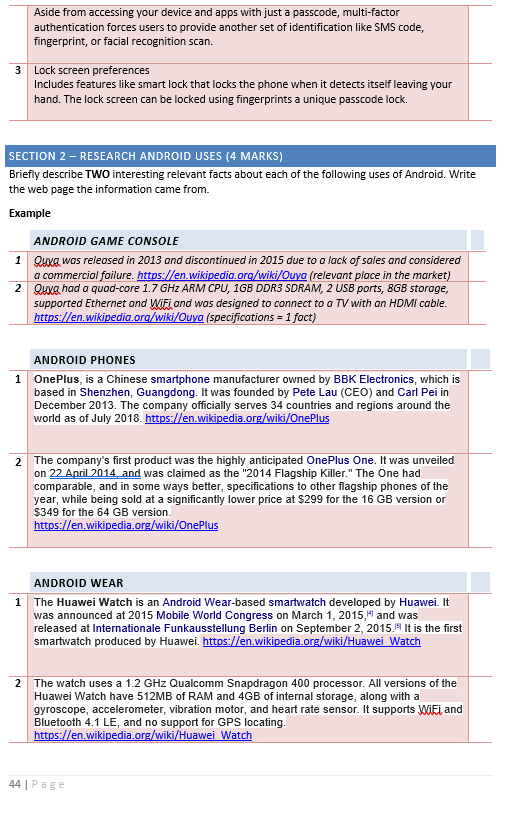 Aside from accessing your device and apps with just a passcode, multi-factor
authentication forces users to provide another set of identification like SMS code,
fingerprint, or facial recognition scan.
3 Lock screen preferences
Includes features like smart lock that locks the phone when it detects itself leaving your
hand. The lock screen can be locked using fingerprints a unique passcode lock.
SECTION 2 – RESEARCH ANDROID USES (4 MARKS)
Briefly describe TWO interesting relevant facts about each of the following uses of Android. Write
the web page the information came from.
Example
ANDROID GAME CONSOLE
1 Ouya was released in 2013 and discontinued in 2015 due to a lack of sales and considered
a commercial failure. https://en.wikipedia.org/wiki/Ouya (relevant place in the market)
2 Ouya had a quad-core 1.7 GHz ARM CPU, 1GB DDR3 SDRAM, 2 USB ports, 8GB storage,
supported Ethernet and WiFi and was designed to connect to a TV with an HDMI cable.
https://en.wikipedia.org/wiki/Ouya (specifications = 1 fact)
ANDROID PHONES
1 OnePlus, is a Chinese smartphone manufacturer owned by BBK Electronics, which is
based in Shenzhen, Guangdong. It was founded by Pete Lau (CEO) and Carl Pei in
December 2013. The company officially serves 34 countries and regions around the
world as of July 2018. https://en.wikipedia.org/wiki/OnePlus
2 The company's first product was the highly anticipated OnePlus One. It was unveiled
on 22 April 2014, and was claimed as the "2014 Flagship Killer." The One had
comparable, and in some ways better, specifications to other flagship phones of the
year, while being sold at a significantly lower price at $299 for the 16 GB version or
$349 for the 64 GB version.
https://en.wikipedia.org/wiki/OnePlus
ANDROID WEAR
1 The Huawei Watch is an Android Wear-based smartwatch developed by Huawei. It
was announced at 2015 Mobile World Congress on March 1, 2015,[4] and was
released at Internationale Funkausstellung Berlin on September 2, 2015.[5] It is the first
smartwatch produced by Huawei. https://en.wikipedia.org/wiki/Huawei_Watch
2 The watch uses a 1.2 GHz Qualcomm Snapdragon 400 processor. All versions of the
Huawei Watch have 512MB of RAM and 4GB of internal storage, along with a
gyroscope, accelerometer, vibration motor, and heart rate sensor. It supports WiFi and
Bluetooth 4.1 LE, and no support for GPS locating.
https://en.wikipedia.org/wiki/Huawei_Watch
44 | Page